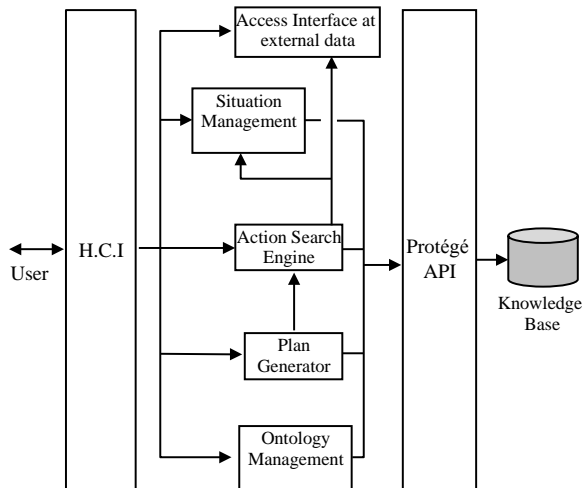 Access Interface at
external data
Situation
Management
User
H.C.I
Action Search
Engine
Protégé
API
Knowledge
Base
Plan
Generator
Ontology
Management